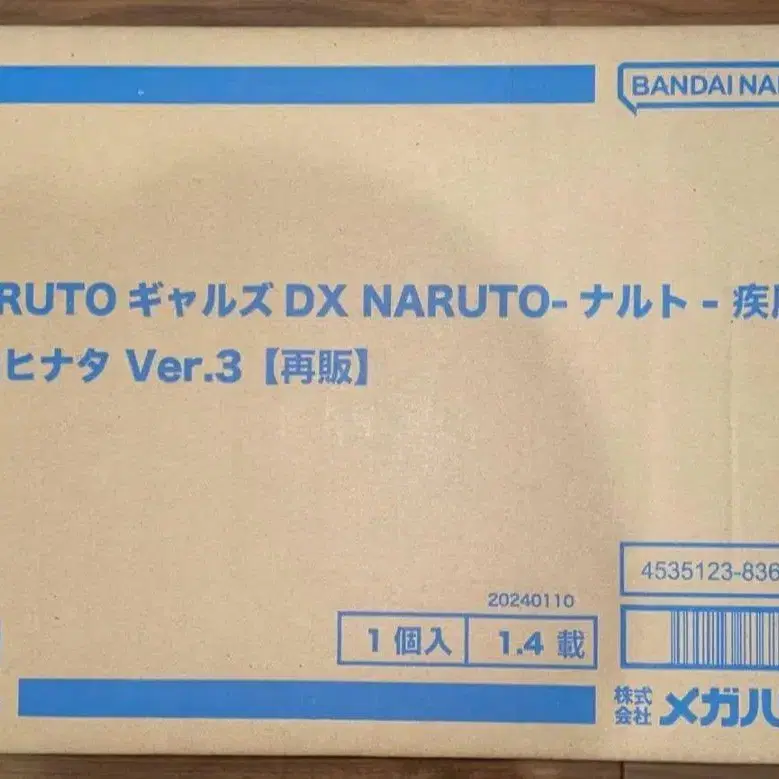 BANDAI NA
RUTO ギャルズ DX NARUTO- ナルト - 疾
ヒナタ Ver.3【再販】
4535123-836
20240110
1個入 1.4 載
株式会社 メガハ